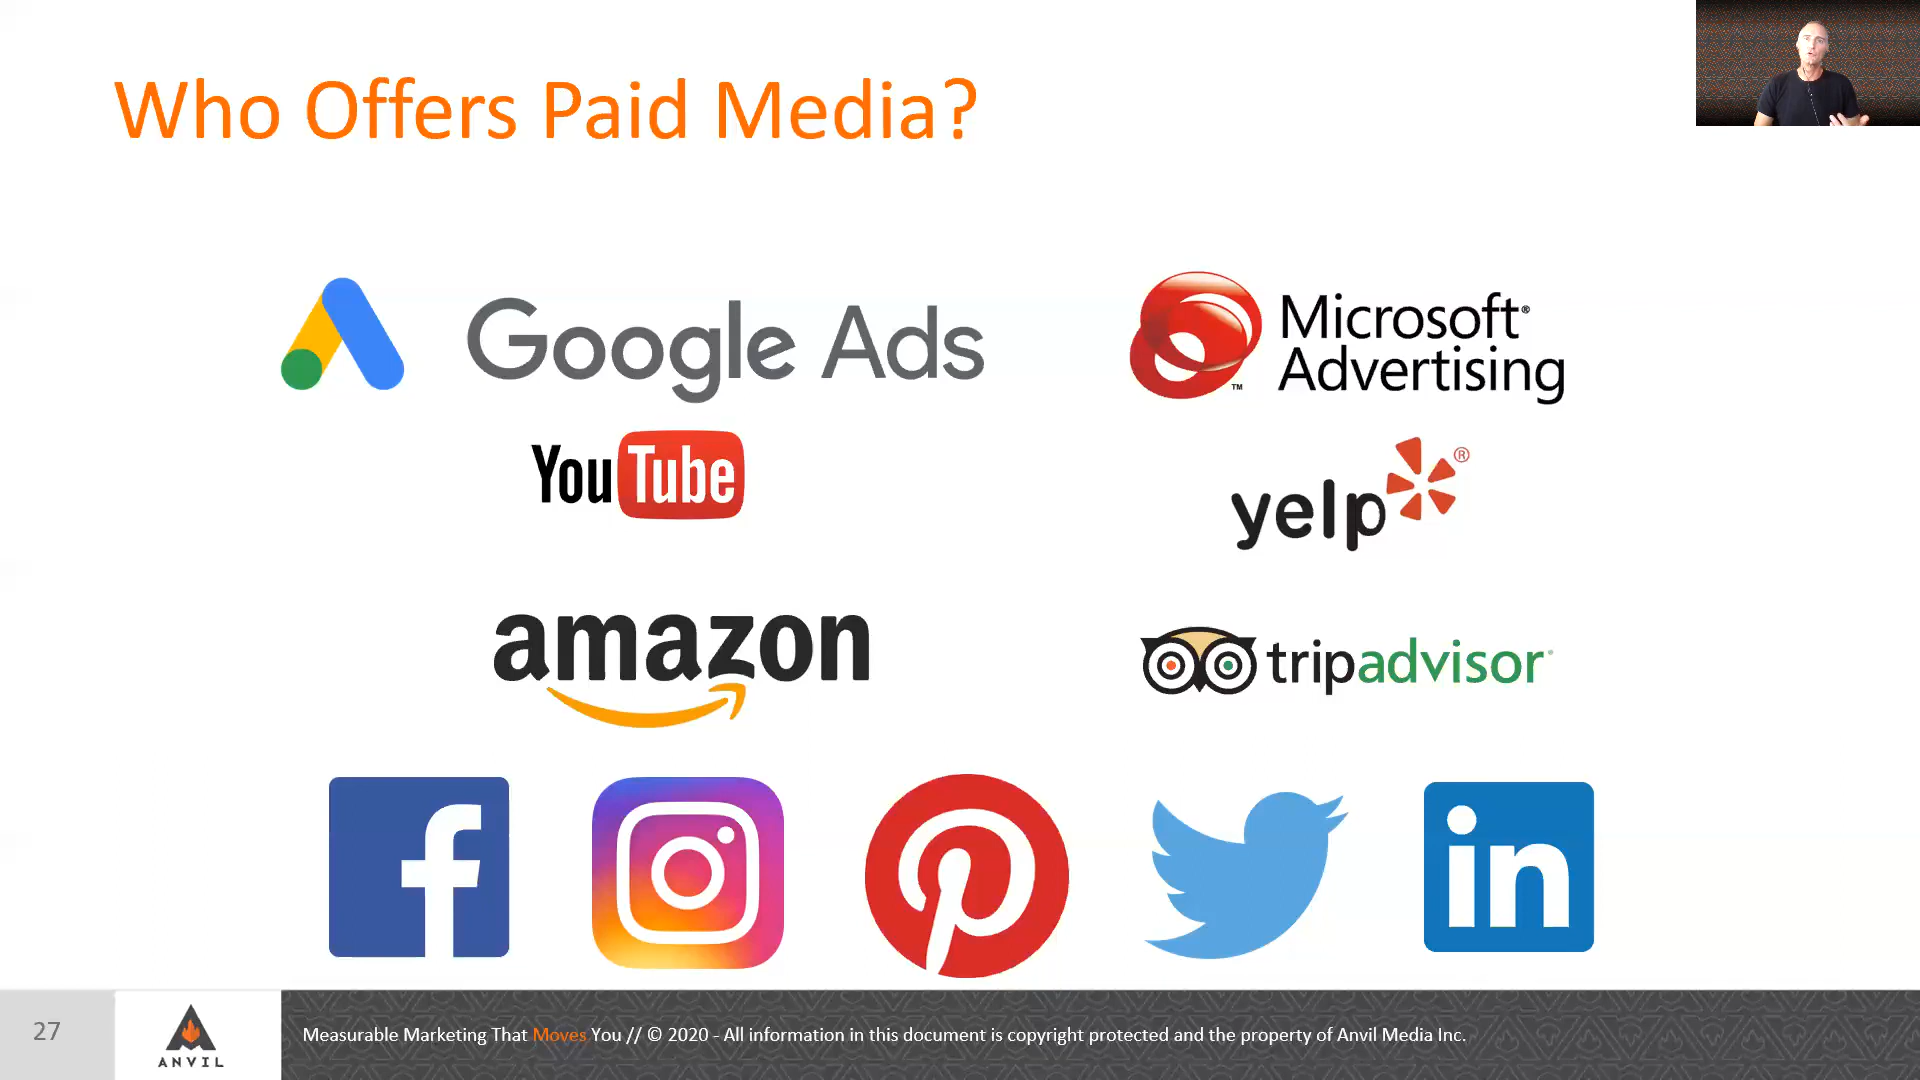 Who Offers Paid Media?
Google Ads
Microsoft®
Advertising
™
YouTube
yelp®
amazon
tripadvisor
f
in
27
ANVIL
Measurable Marketing That Moves You // © 2020 - All information in this document is copyright protected and the property of Anvil Media Inc.